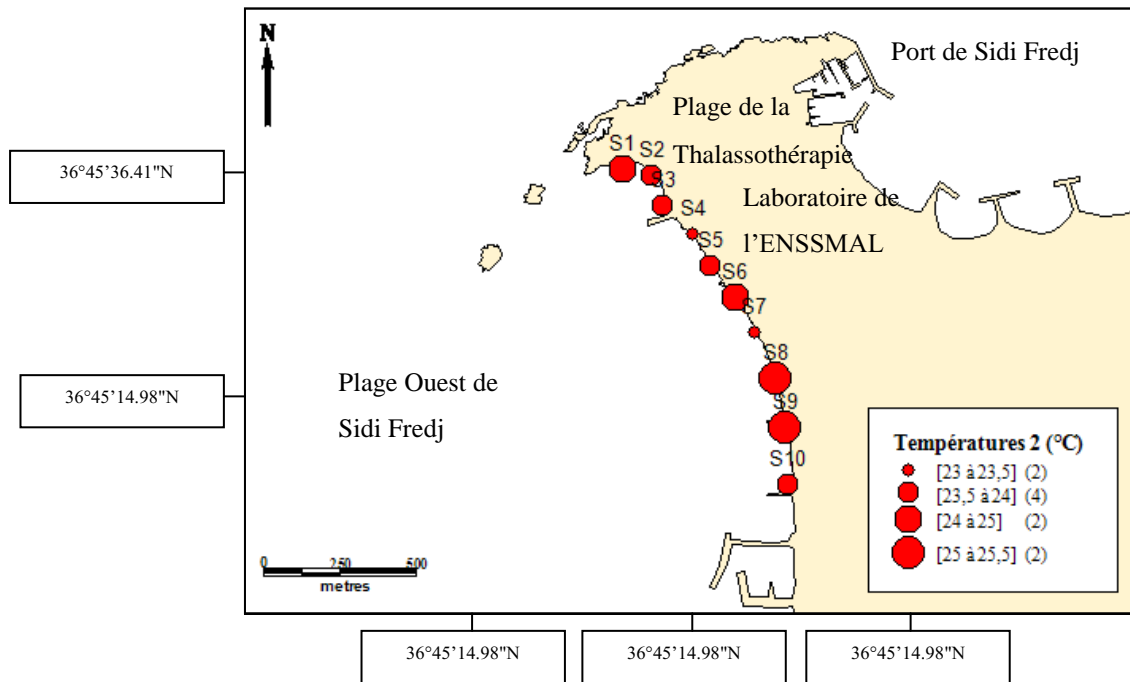 N
Port de Sidi Fredj
Plage de la
Thalassothérapie
Laboratoire de
l’ENSSMAL
S1
S2
S3
S4
S5
S6
S7
S8
S9
S10
36°45’36.41"N
36°45’14.98"N
Plage Ouest de
Sidi Fredj
Températures 2 (°C)
[23 à 23,5] (2)
[23,5 à 24] (4)
[24 à 25] (2)
[25 à 25,5] (2)
0 250 500
metres
36°45’14.98"N
36°45’14.98"N
36°45’14.98"N